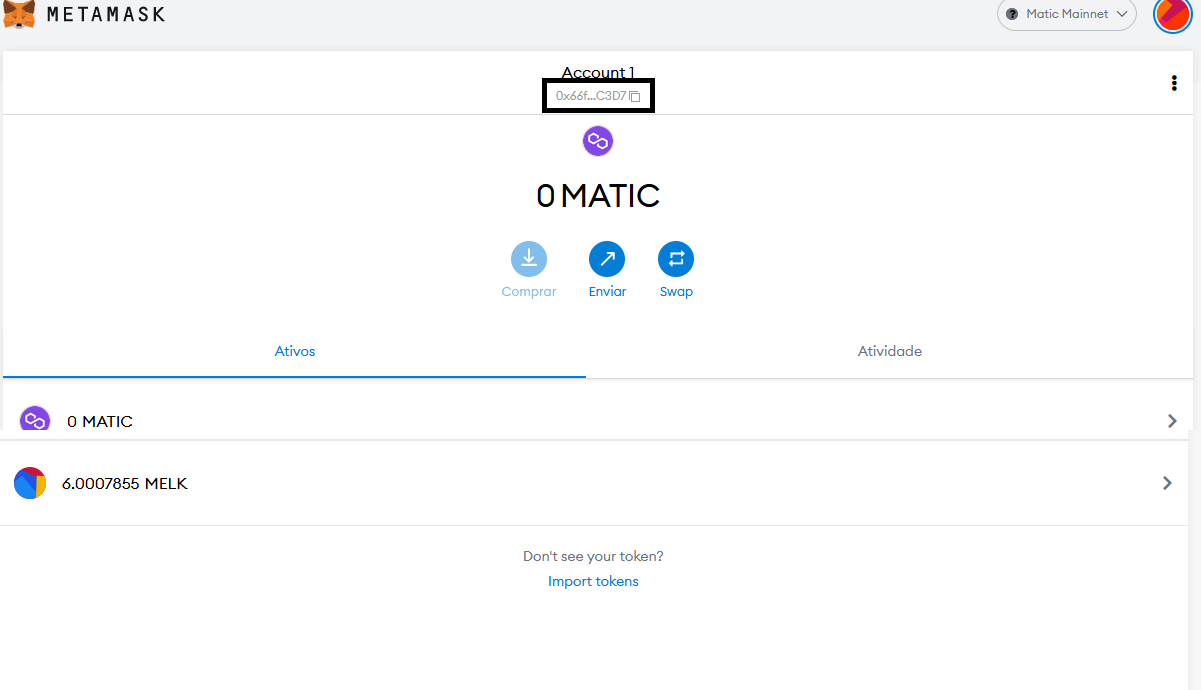 METAMASK
Matic Mainnet
Account 1
0x66f...C3D7
0 MATIC
Comprar Enviar Swap
Ativos Atividade
0 MATIC
6.0007855 MELK
Don't see your token?
Import tokens